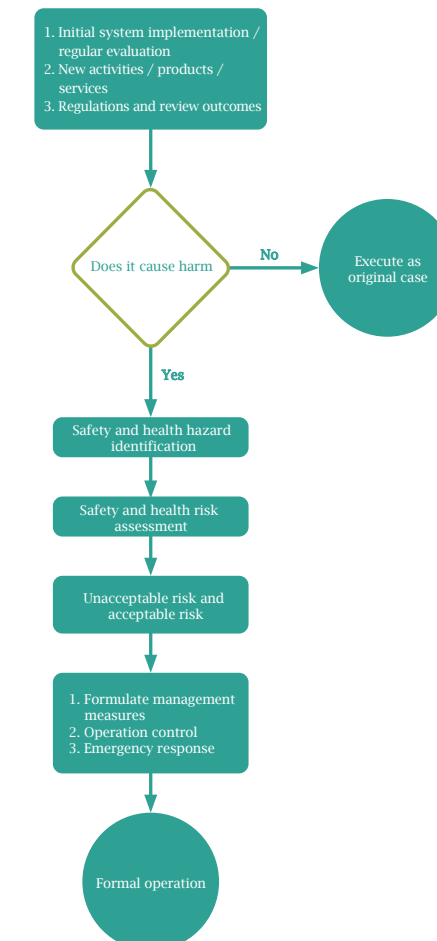 1. Initial system implementation /
regular evaluation
2. New activities / products /
services
3. Regulations and review outcomes
Does it cause harm
No
Execute as
original case
Yes
Safety and health hazard
identification
Safety and health risk
assessment
Unacceptable risk and
acceptable risk
1. Formulate management
measures
2. Operation control
3. Emergency response
Formal operation